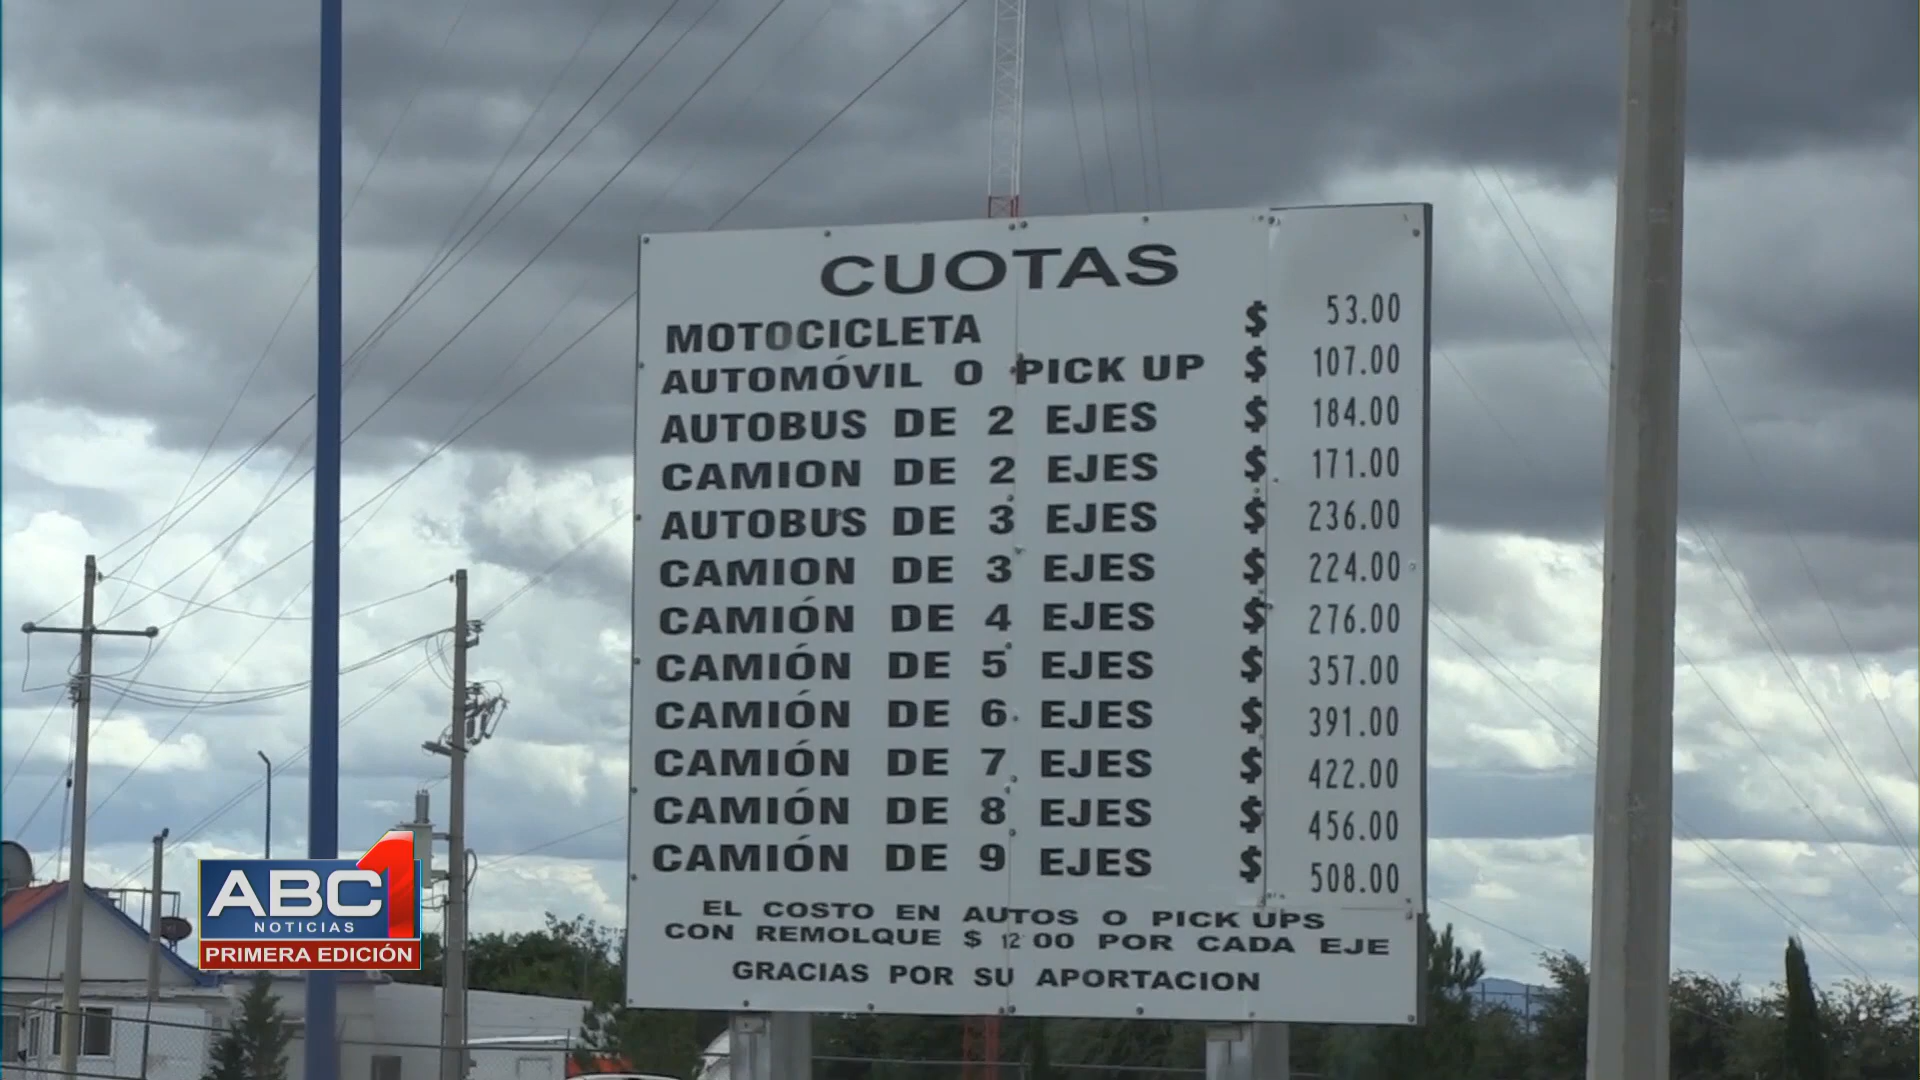 CUOTAS
MOTOCICLETA $ 53.00
AUTOMÓVIL O PICK UP $ 107.00
AUTOBUS DE 2 EJES $ 184.00
CAMION DE 2 EJES $ 171.00
AUTOBUS DE 3 EJES $ 236.00
CAMION DE 3 EJES $ 224.00
CAMIÓN DE 4 EJES $ 276.00
CAMIÓN DE 5 EJES $ 357.00
CAMIÓN DE 6 EJES $ 391.00
CAMIÓN DE 7 EJES $ 422.00
CAMIÓN DE 8 EJES $ 456.00
CAMIÓN DE 9 EJES $ 508.00
EL COSTO EN AUTOS O PICK UPS
CON REMOLQUE $ 12 00 POR CADA EJE
GRACIAS POR SU APORTACION
ABC 1
NOTICIAS
PRIMERA EDICIÓN